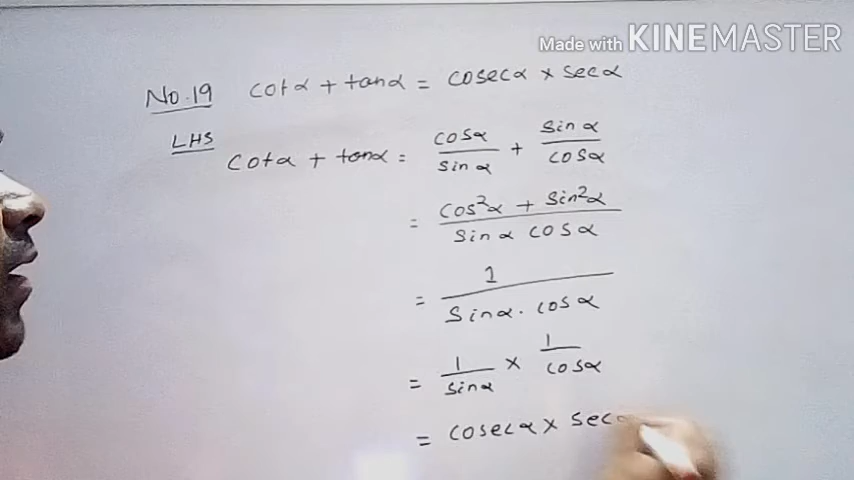 Made with KINEMASTER
No.19 cotα + tanα = cosecα × secα
LHS
cotα + tanα = cosα/sinα + sinα/cosα
= cos²α + sin²α / sinα cosα
= 1 / sinα · cosα
= 1/sinα × 1/cosα
= cosecα × sec